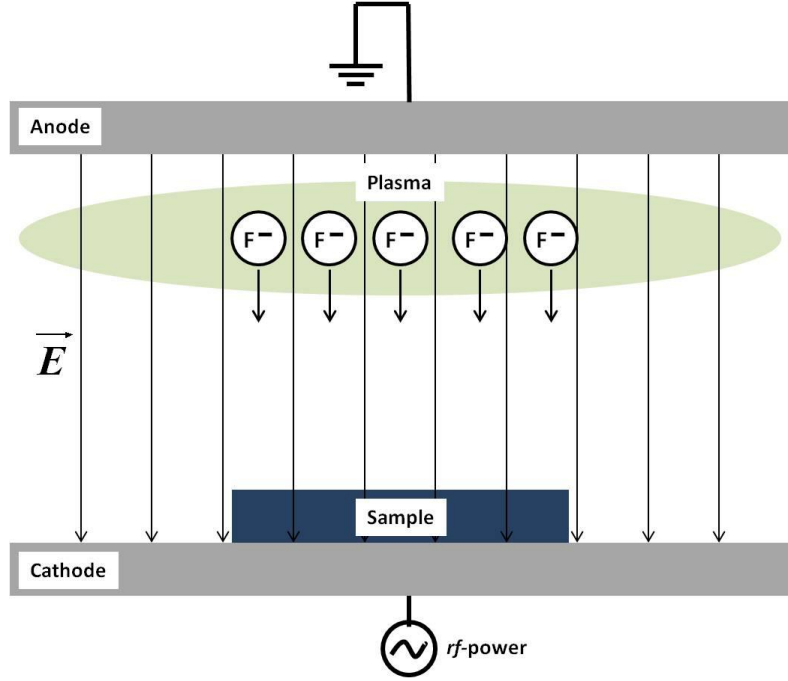 Anode
Plasma
F⁻ F⁻ F⁻ F⁻ F⁻
E
Sample
Cathode
rf-power